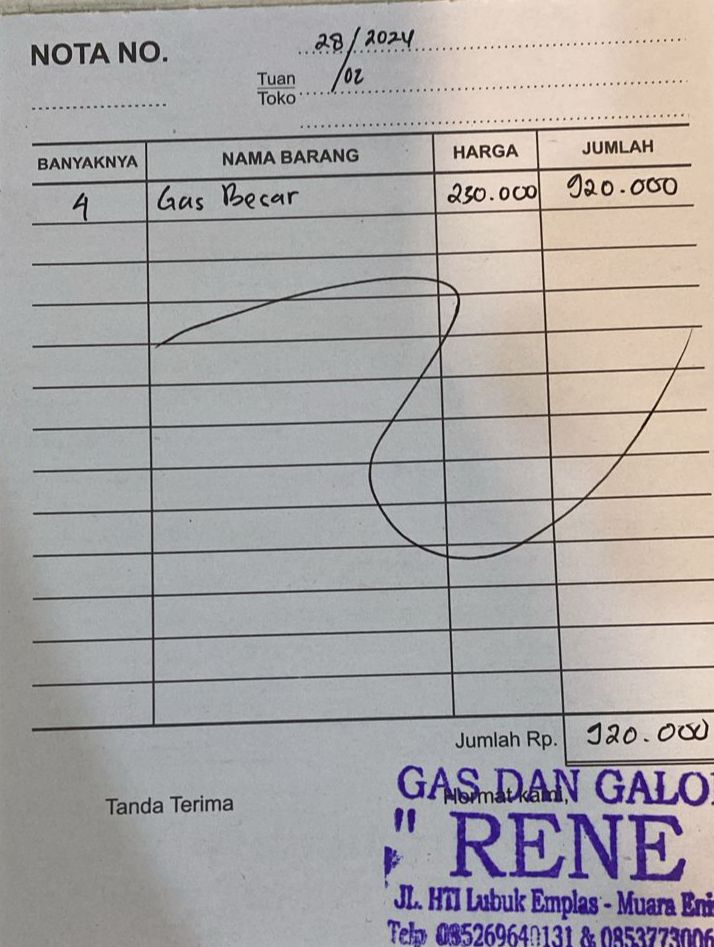 NOTA NO.
28/02 2024
Tuan
Toko
BANYAKNYA NAMA BARANG HARGA JUMLAH
4 Gas Becar 230.000 920.000
Jumlah Rp. 920.000
Tanda Terima Hormat kami,
GAS DAN GALO
" RENE
JL. HTI Lubuk Emplas - Muara Eni
Telp 085269640131 & 0853773006